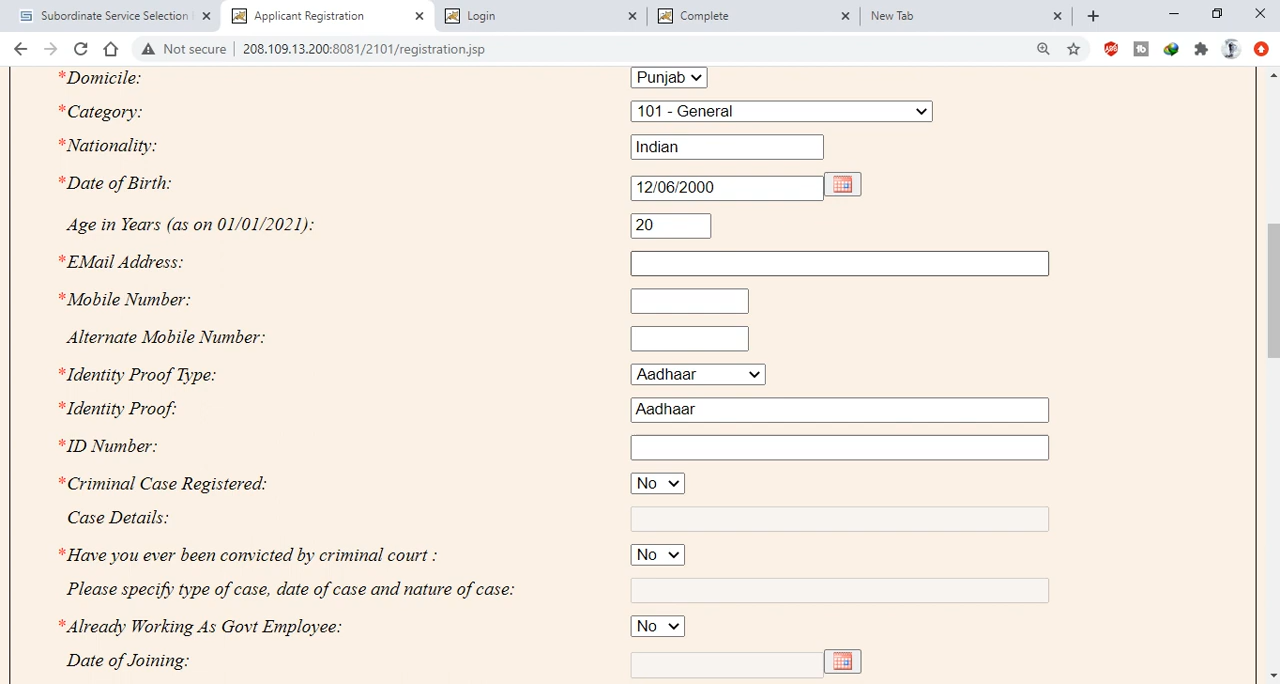 Subordinate Service Selection
Applicant Registration
Login
Complete
New Tab
Not secure 208.109.13.200:8081/2101/registration.jsp
*Domicile: Punjab
*Category: 101 - General
*Nationality: Indian
*Date of Birth: 12/06/2000
Age in Years (as on 01/01/2021): 20
*EMail Address:
*Mobile Number:
Alternate Mobile Number:
*Identity Proof Type: Aadhaar
*Identity Proof: Aadhaar
*ID Number:
*Criminal Case Registered: No
Case Details:
*Have you ever been convicted by criminal court : No
Please specify type of case, date of case and nature of case:
*Already Working As Govt Employee: No
Date of Joining: